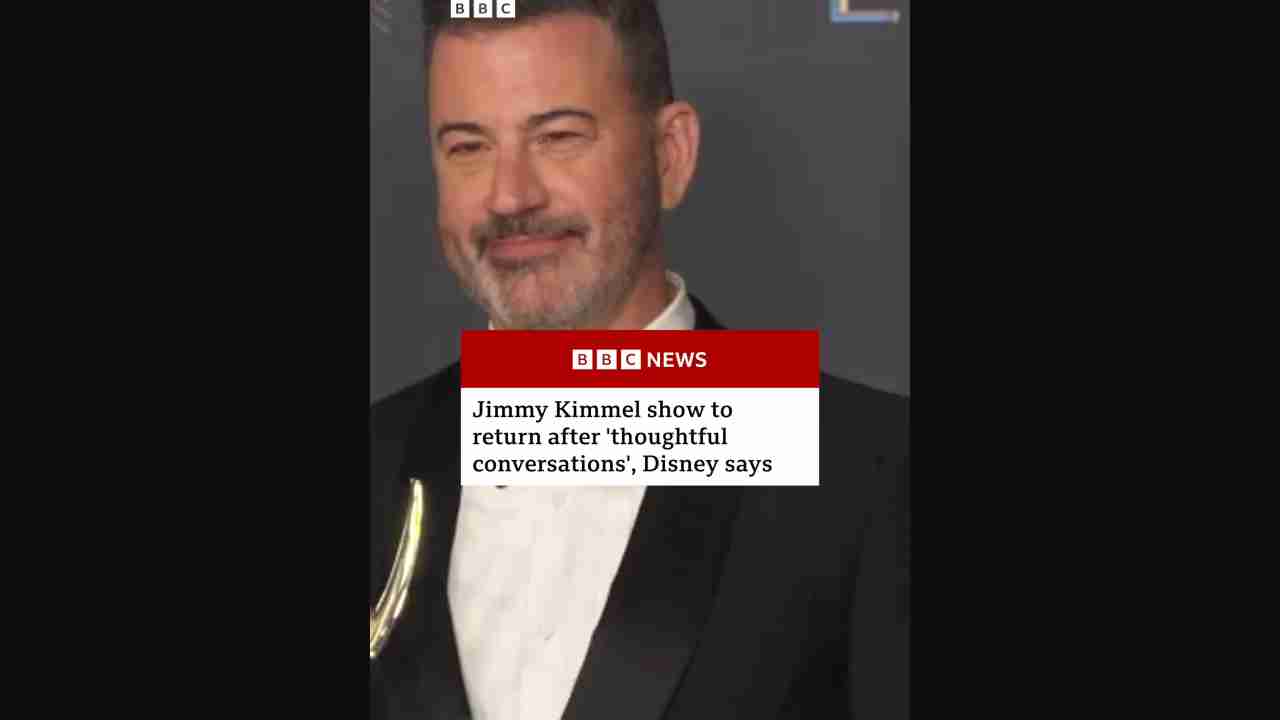 BBC
BBC NEWS
Jimmy Kimmel show to
return after 'thoughtful
conversations', Disney says